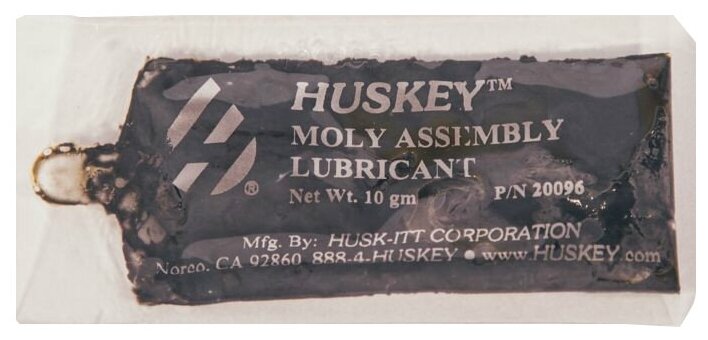 HUSKEY™
MOLY ASSEMBLY
LUBRICANT
®
Net Wt. 10 gm P/N 20096
Mfg. By: HUSK-ITT CORPORATION
Norco, CA 92860 888-4-HUSKEY ● www.HUSKEY.com